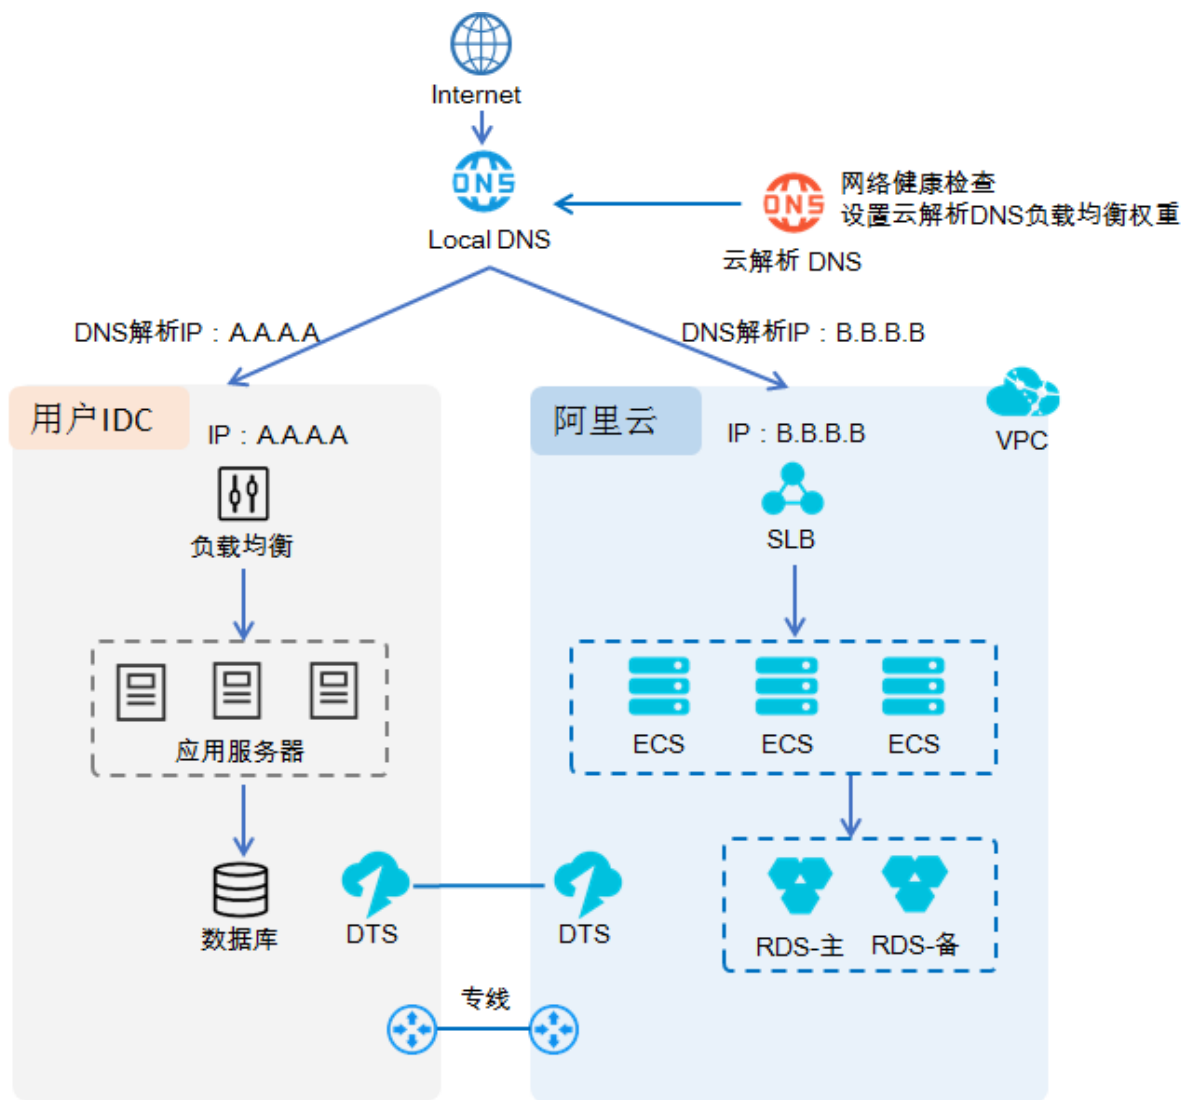 Internet
DNS
Local DNS
DNS
网络健康检查
设置云解析DNS负载均衡权重
云解析 DNS
DNS解析IP：A.A.A.A
DNS解析IP：B.B.B.B
用户IDC
IP：A.A.A.A
负载均衡
应用服务器
数据库
DTS
阿里云
IP：B.B.B.B
VPC
SLB
ECS
ECS
ECS
DTS
RDS-主
RDS-备
专线